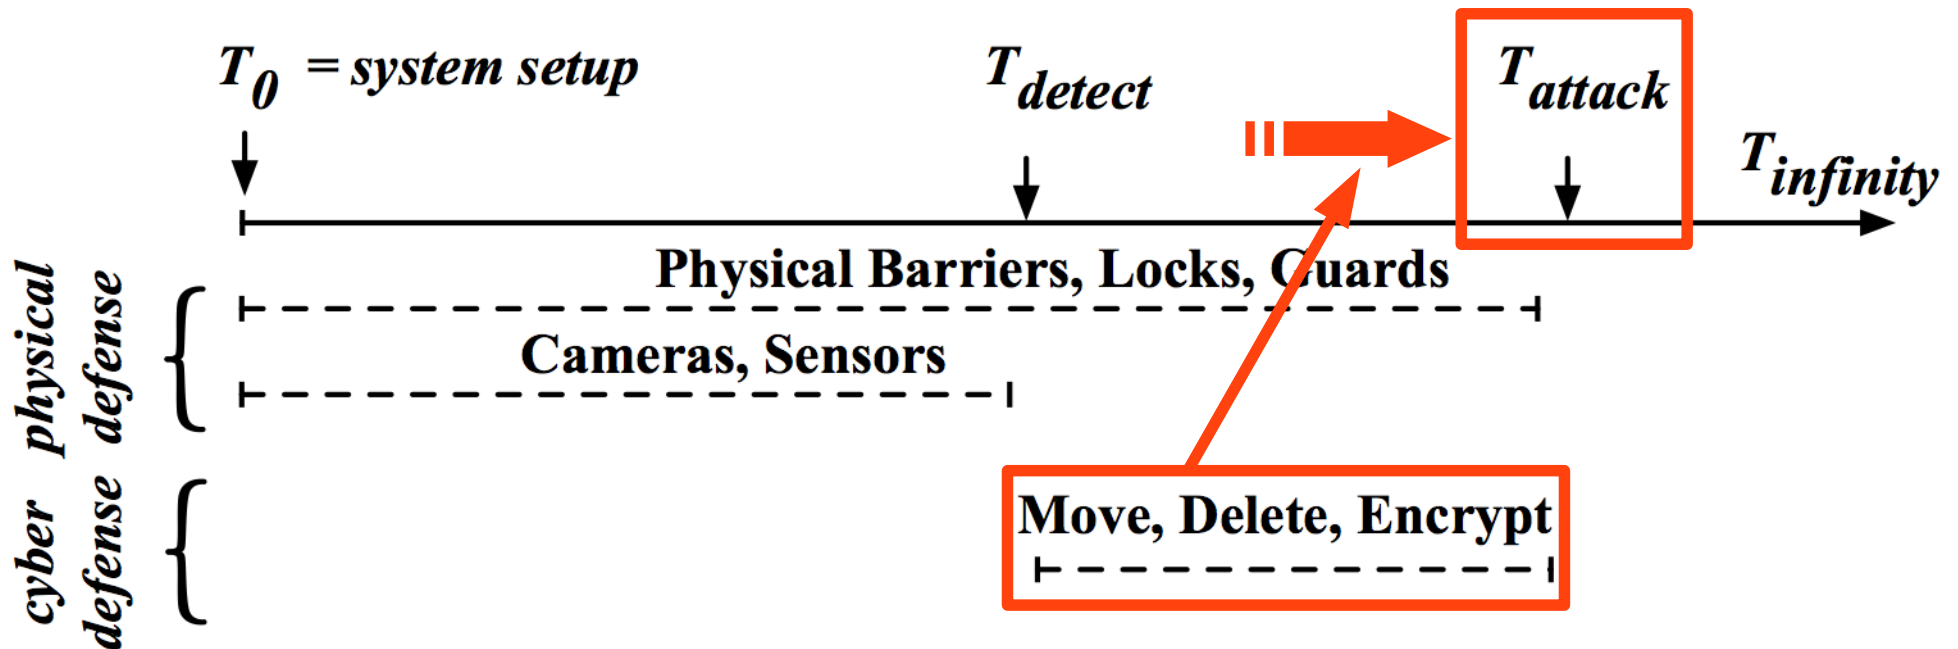 T0 = system setup
Tdetect
Tattack
Tinfinity
Physical Barriers, Locks, Guards
Cameras, Sensors
physical
defense
Move, Delete, Encrypt
cyber
defense